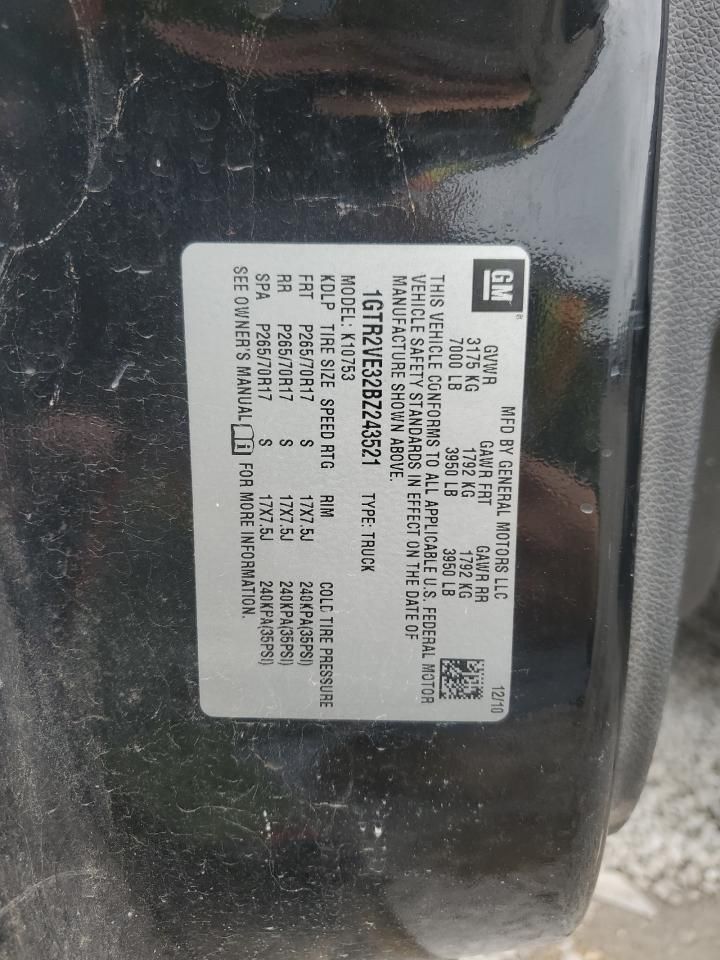 GM
MFD BY GENERAL MOTORS LLC 12/10
GVWR GAWR FRT GAWR RR
3175 KG 1792 KG 1792 KG
7000 LB 3950 LB 3950 LB
THIS VEHICLE CONFORMS TO ALL APPLICABLE U.S. FEDERAL MOTOR
VEHICLE SAFETY STANDARDS IN EFFECT ON THE DATE OF
MANUFACTURE SHOWN ABOVE.
1GTR2VE32BZ243521 TYPE: TRUCK
MODEL: K10753
KDLP TIRE SIZE SPEED RTG RIM COLD TIRE PRESSURE
FRT P265/70R17 S 17X7.5J 240KPA(35PSI)
RR P265/70R17 S 17X7.5J 240KPA(35PSI)
SPA P265/70R17 S 17X7.5J 240KPA(35PSI)
SEE OWNER'S MANUAL FOR MORE INFORMATION.